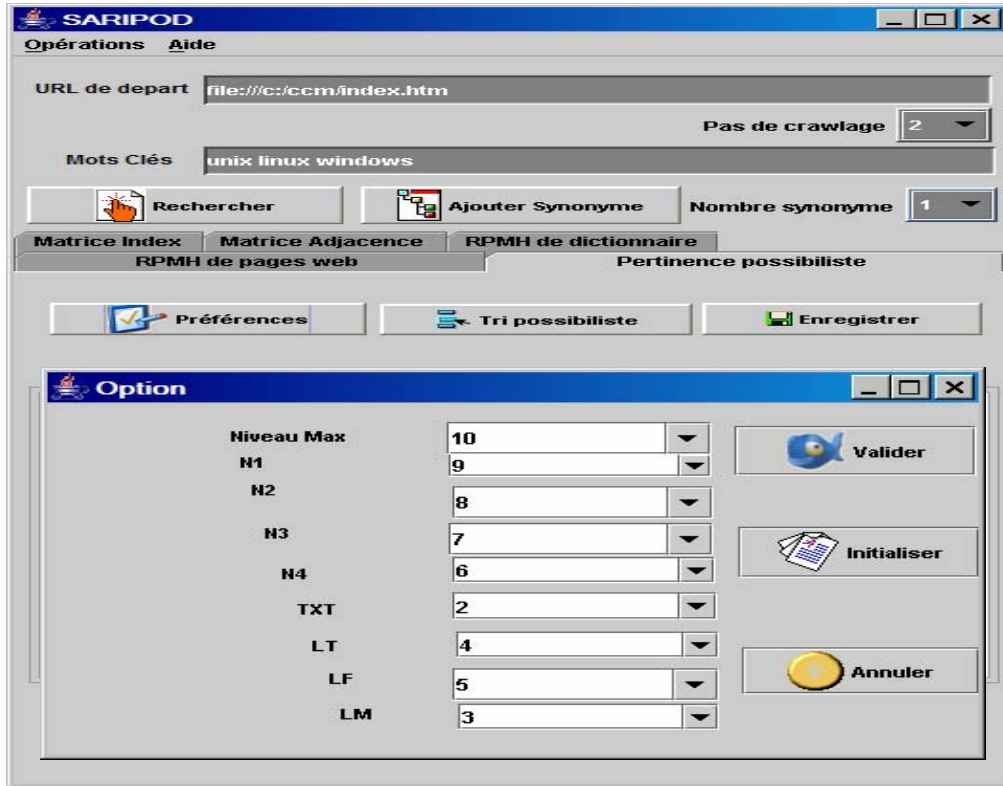 SARIPOD
Opérations Aide
URL de depart file:///c:/ccm/index.htm
Pas de crawlage 2
Mots Clés unix linux windows
Rechercher Ajouter Synonyme Nombre synonyme 1
Matrice Index Matrice Adjacence RPMH de dictionnaire
RPMH de pages web Pertinence possibiliste
Préférences Tri possibiliste Enregistrer
Option
Niveau Max 10
Valider
N1 9
N2 8
N3 7
Initialiser
N4 6
TXT 2
LT 4
LF 5
Annuler
LM 3